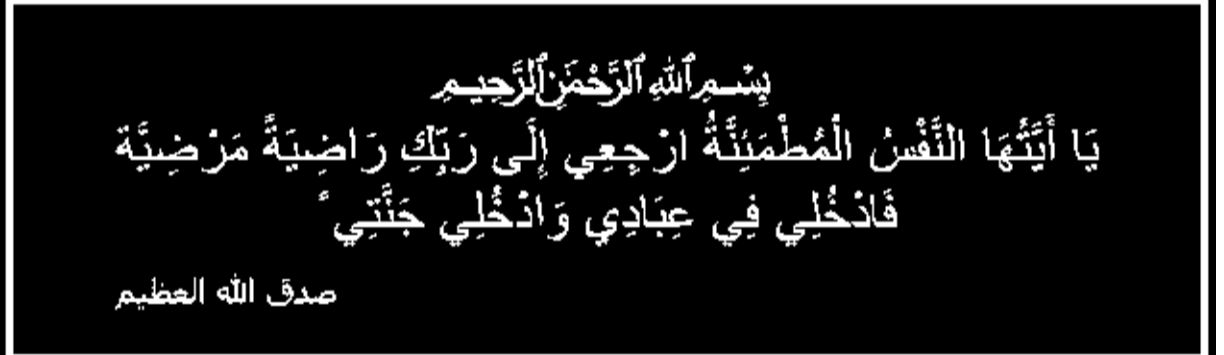 بِسْمِ ٱللَّهِ ٱلرَّحْمَٰنِ ٱلرَّحِيمِ
يَا أَيَّتُهَا النَّفْسُ الْمُطْمَئِنَّةُ ارْجِعِي إِلَى رَبِّكِ رَاضِيَةً مَرْضِيَّة
فَادْخُلِي فِي عِبَادِي وَادْخُلِي جَنَّتِي ً
صدق الله العظيم